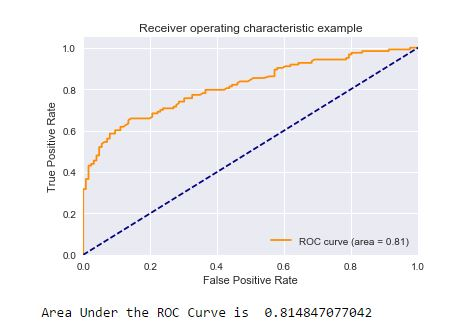 Receiver operating characteristic example
1.0
0.8
0.6
0.4
0.2
0.0
True Positive Rate
ROC curve (area = 0.81)
0.0 0.2 0.4 0.6 0.8 1.0
False Positive Rate
Area Under the ROC Curve is 0.814847077042